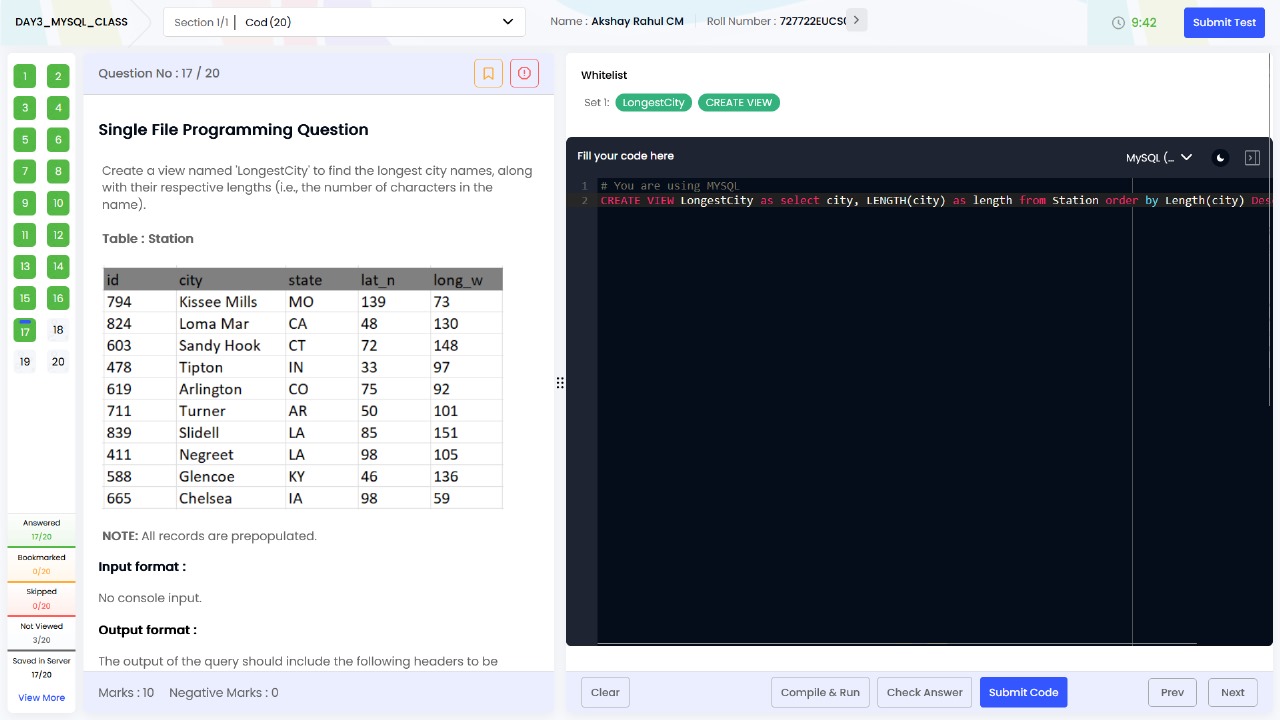 DAY3_MYSQL_CLASS
Section 1/1 | Cod (20)
Name : Akshay Rahul CM
Roll Number : 727722EUCS
9:42
Submit Test
1 2
3 4
5 6
7 8
9 10
11 12
13 14
15 16
17 18
19 20
Answered
17/20
Bookmarked
0/20
Skipped
0/20
Not Viewed
3/20
Saved in Server
17/20
View More
Question No : 17 / 20
Single File Programming Question
Create a view named 'LongestCity' to find the longest city names, along
with their respective lengths (i.e., the number of characters in the
name).
Table : Station
id city state lat_n long_w
794 Kissee Mills MO 139 73
824 Loma Mar CA 48 130
603 Sandy Hook CT 72 148
478 Tipton IN 33 97
619 Arlington CO 75 92
711 Turner AR 50 101
839 Slidell LA 85 151
411 Negreet LA 98 105
588 Glencoe KY 46 136
665 Chelsea IA 98 59
NOTE: All records are prepopulated.
Input format :
No console input.
Output format :
The output of the query should include the following headers to be
Marks : 10 Negative Marks : 0
Whitelist
Set 1: LongestCity CREATE VIEW
Fill your code here
MySQL (...
1 # You are using MYSQL
2 CREATE VIEW LongestCity as select city, LENGTH(city) as length from Station order by Length(city) Des
Clear
Compile & Run
Check Answer
Submit Code
Prev
Next